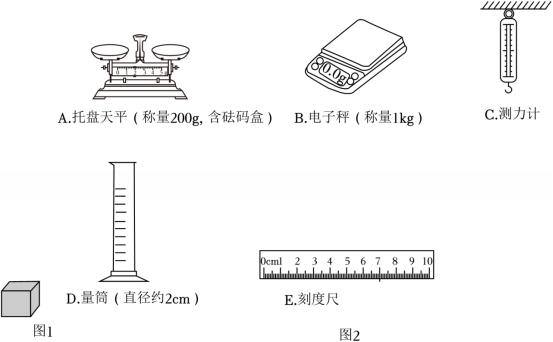 0.0g
A.托盘天平（称量200g, 含砝码盒）
B.电子秤（称量1kg）
C.测力计
D.量筒（直径约2cm）
0cm1 2 3 4 5 6 7 8 9 10
E.刻度尺
图1
图2